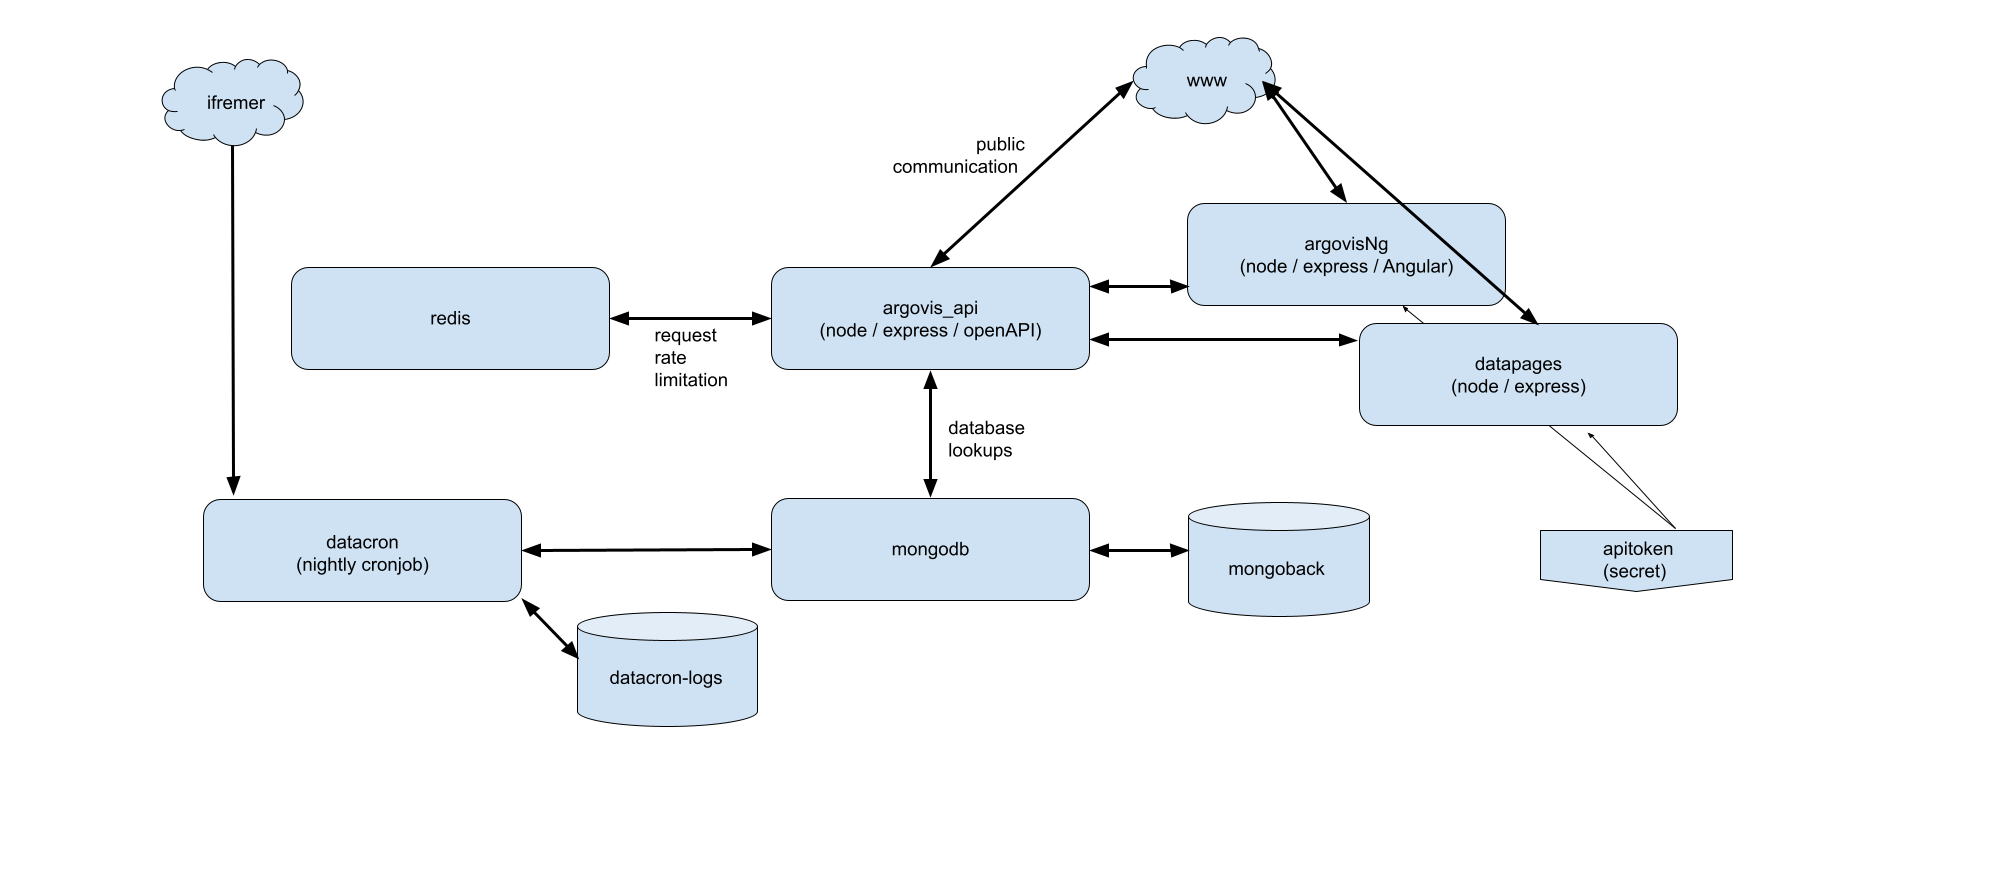 www
ifremer
public
communication
argovisNg
(node / express / Angular)
redis
argovis_api
(node / express / openAPI)
request
rate
limitation
datapages
(node / express)
database
lookups
datacron
(nightly cronjob)
mongodb
mongoback
apitoken
(secret)
datacron-logs